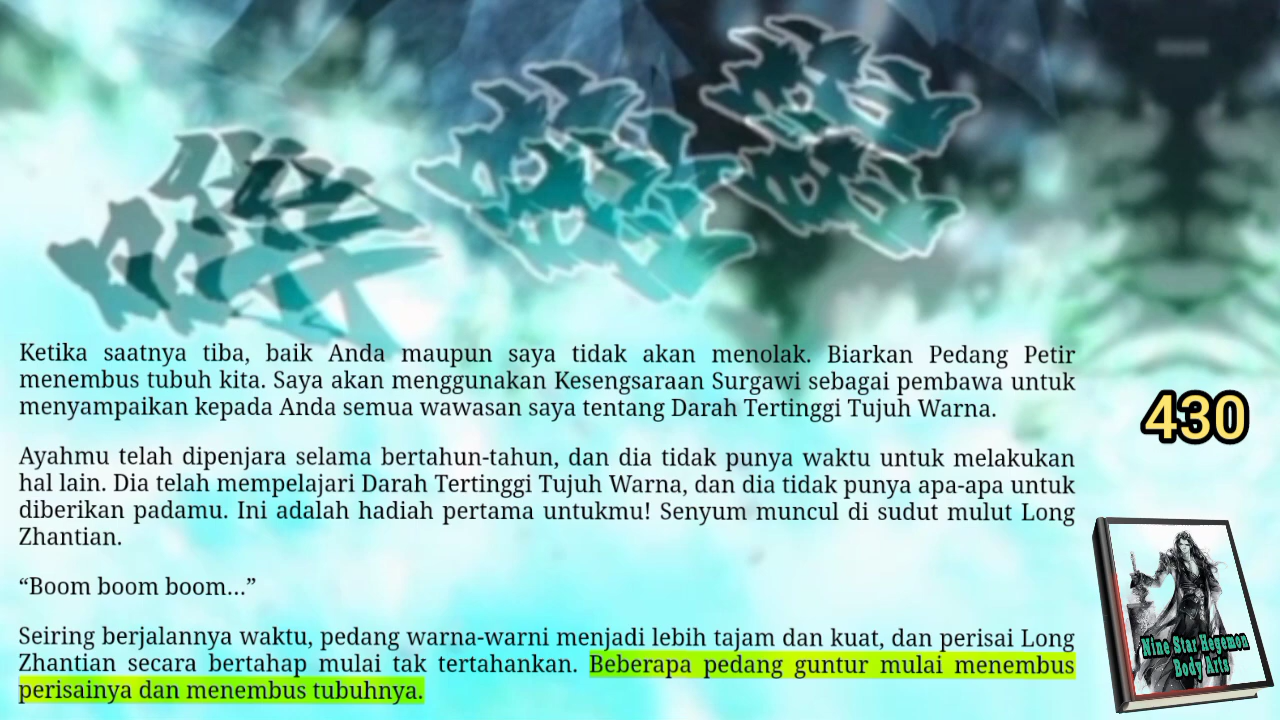 Ketika saatnya tiba, baik Anda maupun saya tidak akan menolak. Biarkan Pedang Petir
menembus tubuh kita. Saya akan menggunakan Kesengsaraan Surgawi sebagai pembawa untuk
menyampaikan kepada Anda semua wawasan saya tentang Darah Tertinggi Tujuh Warna.
Ayahmu telah dipenjara selama bertahun-tahun, dan dia tidak punya waktu untuk melakukan
hal lain. Dia telah mempelajari Darah Tertinggi Tujuh Warna, dan dia tidak punya apa-apa untuk
diberikan padamu. Ini adalah hadiah pertama untukmu! Senyum muncul di sudut mulut Long
Zhantian.
“Boom boom boom…”
Seiring berjalannya waktu, pedang warna-warni menjadi lebih tajam dan kuat, dan perisai Long
Zhantian secara bertahap mulai tak tertahankan. Beberapa pedang guntur mulai menembus
perisainya dan menembus tubuhnya.
430
Nine Star Hegemon
Body Arts